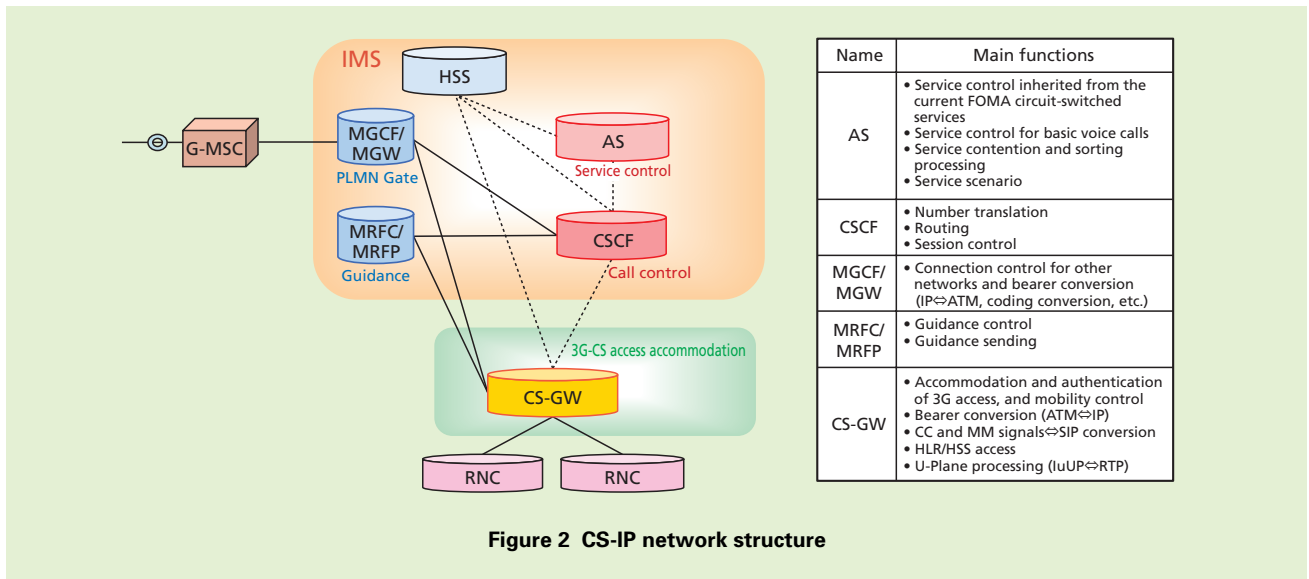 IMS
HSS
G-MSC
MGCF/
MGW
PLMN Gate
AS
Service control
MRFC/
MRFP
Guidance
CSCF
Call control
3G-CS access accommodation
CS-GW
RNC
RNC
Name
Main functions
AS
• Service control inherited from the
current FOMA circuit-switched
services
• Service control for basic voice calls
• Service contention and sorting
processing
• Service scenario
CSCF
• Number translation
• Routing
• Session control
MGCF/
MGW
• Connection control for other
networks and bearer conversion
(IP⇔ATM, coding conversion, etc.)
MRFC/
MRFP
• Guidance control
• Guidance sending
CS-GW
• Accommodation and authentication
of 3G access, and mobility control
• Bearer conversion (ATM⇔IP)
• CC and MM signals⇔SIP conversion
• HLR/HSS access
• U-Plane processing (IuUP⇔RTP)
Figure 2 CS-IP network structure